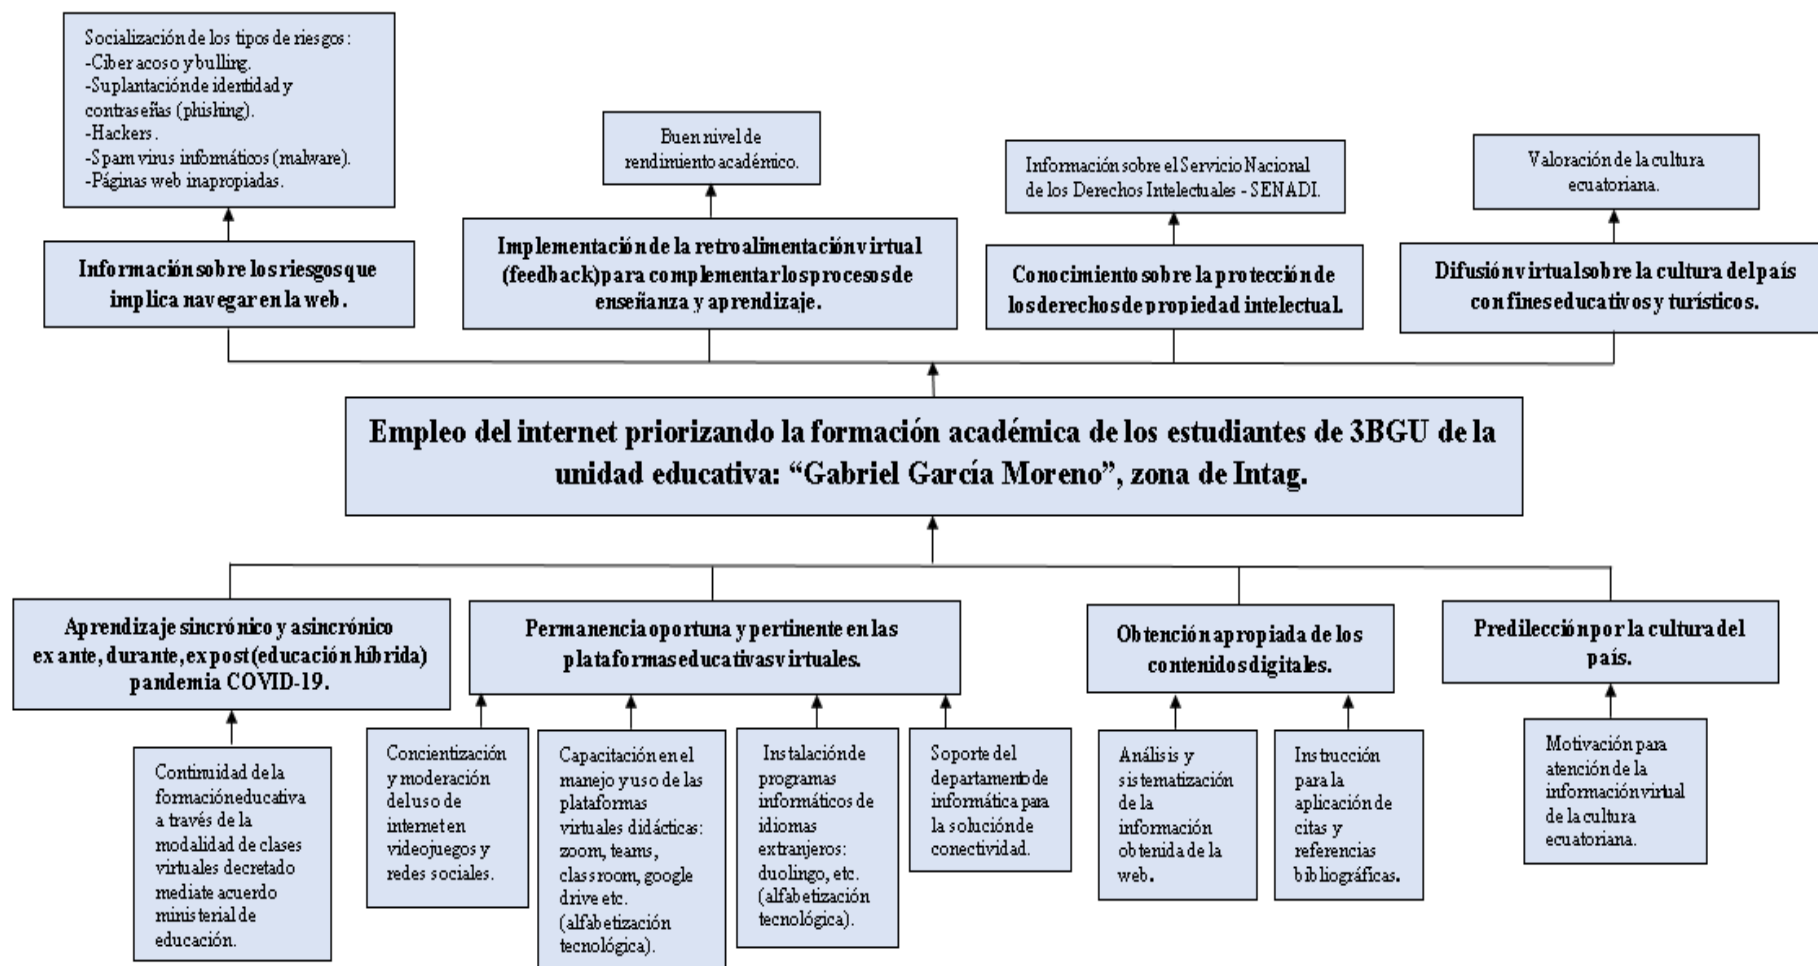 Socialización de los tipos de riesgos:
-Ciber acoso y bulling.
-Suplantación de identidad y
contraseñas (phishing).
-Hackers.
-Spam virus informáticos (malware).
-Páginas web inapropiadas.
Buen nivel de
rendimiento académico.
Información sobre el Servicio Nacional
de los Derechos Intelectuales - SENADI.
Valoración de la cultura
ecuatoriana.
Información sobre los riesgos que
implica navegar en la web.
Implementación de la retroalimentación virtual
(feedback) para complementar los procesos de
enseñanza y aprendizaje.
Conocimiento sobre la protección de
los derechos de propiedad intelectual.
Difusión virtual sobre la cultura del país
con fines educativos y turísticos.
Empleo del internet priorizando la formación académica de los estudiantes de 3BGU de la
unidad educativa: “Gabriel García Moreno”, zona de Intag.
Aprendizaje sincrónico y asincrónico
ex ante, durante, ex post (educación híbrida)
pandemia COVID-19.
Permanencia oportuna y pertinente en las
plataformas educativas virtuales.
Obtención apropiada de los
contenidos digitales.
Predilección por la cultura del
país.
Continuidad de la
formación educativa
a través de la
modalidad de clases
virtuales decretado
mediate acuerdo
ministerial de
educación.
Concientización
y moderación
del uso de
internet en
videojuegos y
redes sociales.
Capacitación en el
manejo y uso de las
plataformas
virtuales didácticas:
zoom, teams,
classroom, google
drive etc.
(alfabetización
tecnológica).
Instalación de
programas
informáticos de
idiomas
extranjeros:
duolingo, etc.
(alfabetización
tecnológica).
Soporte del
departamento de
informática para
la solución de
conectividad.
Análisis y
sistematización
de la
información
obtenida de la
web.
Instrucción
para la
aplicación de
citas y
referencias
bibliográficas.
Motivación para
atención de la
información virtual
de la cultura
ecuatoriana.